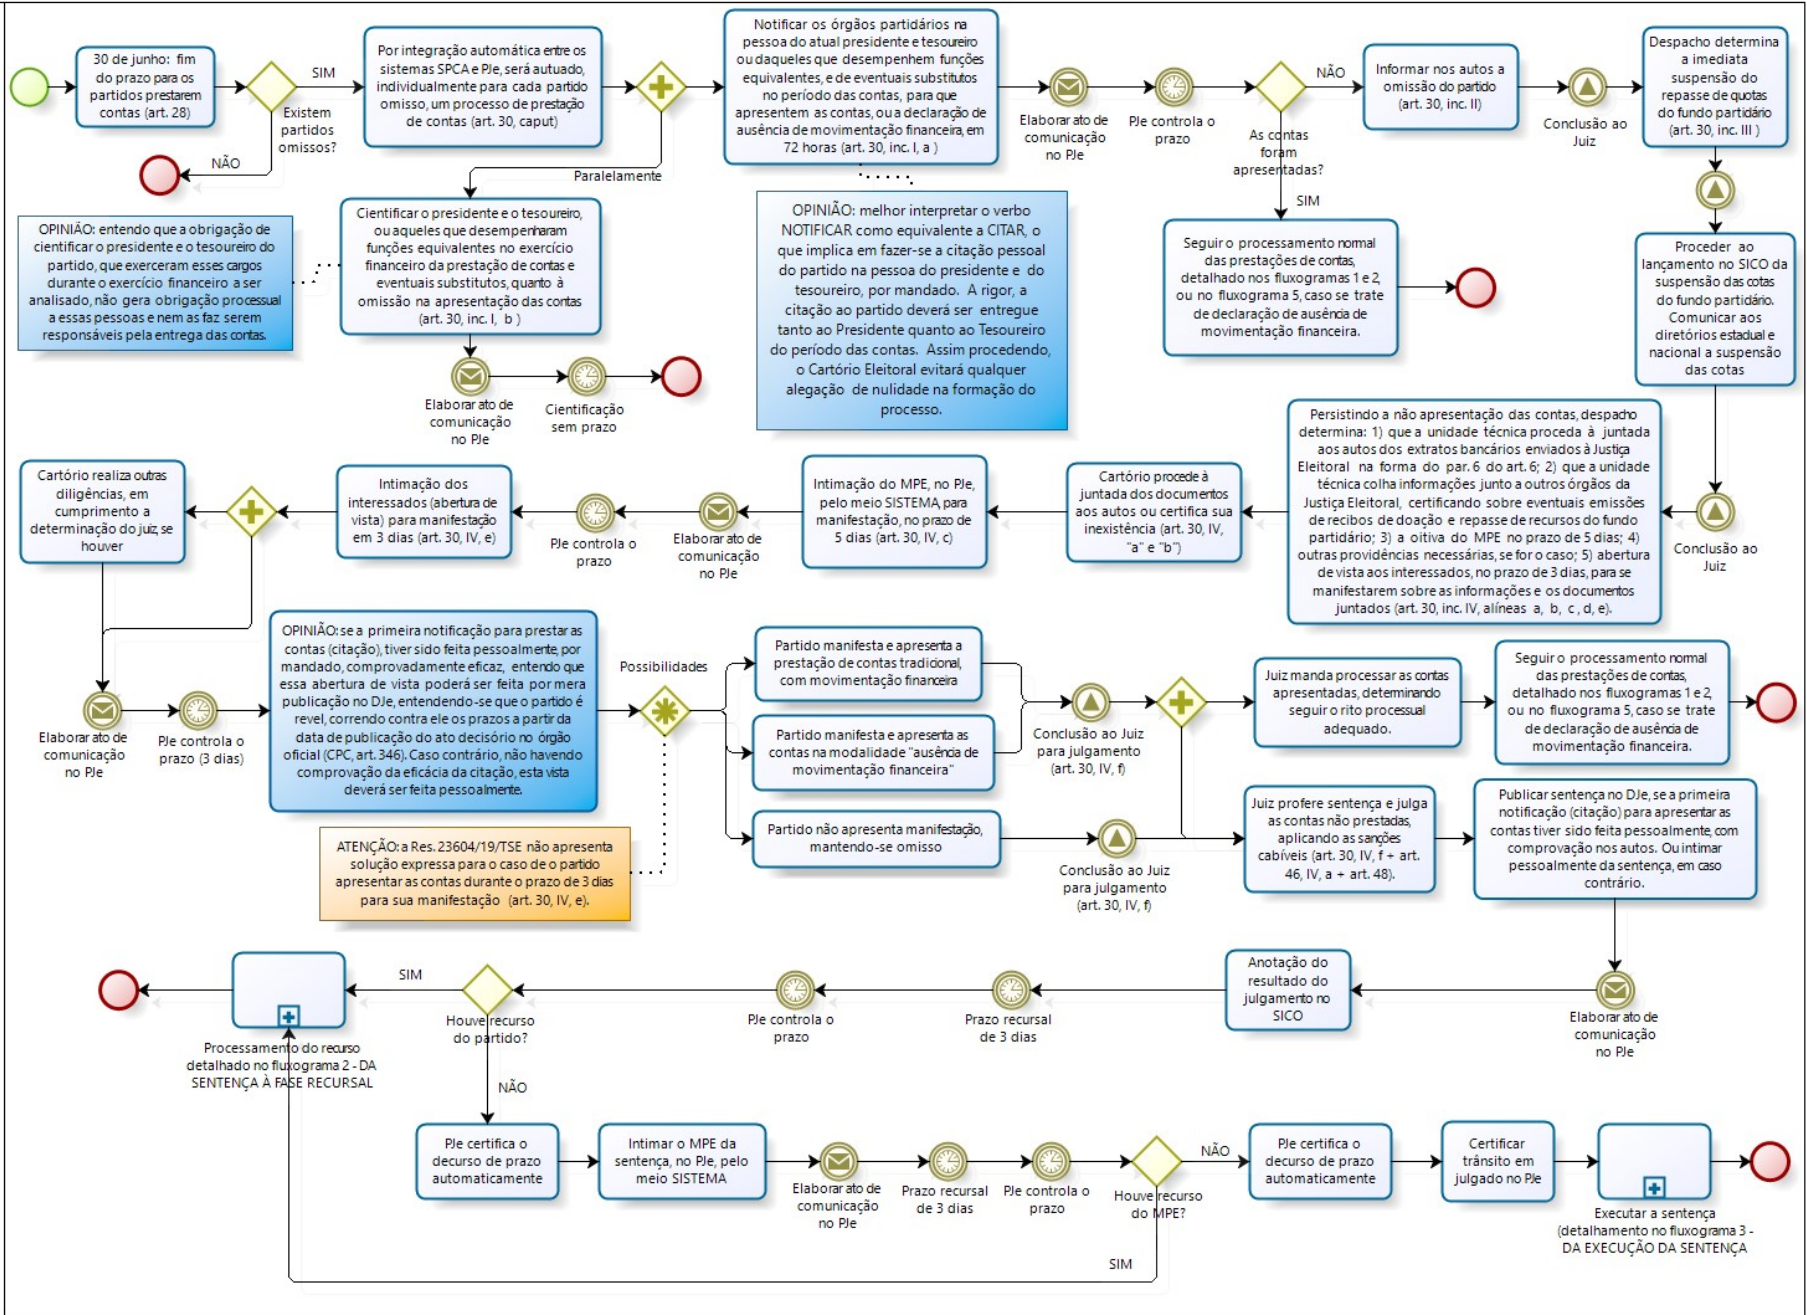 30 de junho: fim
do prazo para os
partidos prestarem
contas (art. 28)
Existem
partidos
omissos?
SIM
NÃO
Por integração automática entre os
sistemas SPCA e PJe, será autuado,
individualmente para cada partido
omisso, um processo de prestação
de contas (art. 30, caput)
Paralelamente
Notificar os órgãos partidários na
pessoa do atual presidente e tesoureiro
ou daqueles que desempenhem funções
equivalentes, e de eventuais substitutos
no período das contas, para que
apresentem as contas, ou a declaração de
ausência de movimentação financeira, em
72 horas (art. 30, inc. I, a )
Elaborar ato de
comunicação
no PJe
PJe controla o
prazo
As contas
foram
apresentadas?
NÃO
SIM
Informar nos autos a
omissão do partido
(art. 30, inc. II)
Conclusão ao
Juiz
Despacho determina
a imediata
suspensão do
repasse de quotas
do fundo partidário
(art. 30, inc. III )
OPINIÃO: entendo que a obrigação de
cientificar o presidente e o tesoureiro do
partido, que exerceram esses cargos
durante o exercício financeiro a ser
analisado, não gera obrigação processual
a essas pessoas e nem as faz serem
responsáveis pela entrega das contas.
Cientificar o presidente e o tesoureiro,
ou aqueles que desempenharam
funções equivalentes no exercício
financeiro da prestação de contas e
eventuais substitutos, quanto à
omissão na apresentação das contas
(art. 30, inc. I, b )
Elaborar ato de
comunicação
no PJe
Cientificação
sem prazo
OPINIÃO: melhor interpretar o verbo
NOTIFICAR como equivalente a CITAR, o
que implica em fazer-se a citação pessoal
do partido na pessoa do presidente e do
tesoureiro, por mandado. A rigor, a
citação ao partido deverá ser entregue
tanto ao Presidente quanto ao Tesoureiro
do período das contas. Assim procedendo,
o Cartório Eleitoral evitará qualquer
alegação de nulidade na formação do
processo.
Seguir o processamento normal
das prestações de contas,
detalhado nos fluxogramas 1 e 2,
ou no fluxograma 5, caso se trate
de declaração de ausência de
movimentação financeira.
Proceder ao
lançamento no SICO da
suspensão das cotas
do fundo partidário.
Comunicar aos
diretórios estadual e
nacional a suspensão
das cotas
Conclusão ao
Juiz
Persistindo a não apresentação das contas, despacho
determina: 1) que a unidade técnica proceda à juntada
aos autos dos extratos bancários enviados à Justiça
Eleitoral na forma do par. 6 do art. 6; 2) que a unidade
técnica colha informações junto a outros órgãos da
Justiça Eleitoral, certificando sobre eventuais emissões
de recibos de doação e repasse de recursos do fundo
partidário; 3) a oitiva do MPE no prazo de 5 dias; 4)
outras providências necessárias, se for o caso; 5) abertura
de vista aos interessados, no prazo de 3 dias, para se
manifestarem sobre as informações e os documentos
juntados (art. 30, inc. IV, alíneas a, b, c , d, e).
Cartório procede à
juntada dos documentos
aos autos ou certifica sua
inexistência (art. 30, IV,
"a" e "b")
Intimação do MPE, no PJe,
pelo meio SISTEMA, para
manifestação, no prazo de
5 dias (art. 30, IV, c)
Elaborar ato de
comunicação
no PJe
PJe controla o
prazo
Intimação dos
interessados (abertura de
vista) para manifestação
em 3 dias (art. 30, IV, e)
Cartório realiza outras
diligências, em
cumprimento a
determinação do juiz, se
houver
Elaborar ato de
comunicação
no PJe
PJe controla o
prazo (3 dias)
OPINIÃO: se a primeira notificação para prestar as
contas (citação), tiver sido feita pessoalmente, por
mandado, comprovadamente eficaz, entendo que
essa abertura de vista poderá ser feita por mera
publicação no DJe, entendendo-se que o partido é
revel, correndo contra ele os prazos a partir da
data de publicação do ato decisório no órgão
oficial (CPC, art. 346). Caso contrário, não havendo
comprovação da eficácia da citação, esta vista
deverá ser feita pessoalmente.
Possibilidades
ATENÇÃO: a Res. 23604/19/TSE não apresenta
solução expressa para o caso de o partido
apresentar as contas durante o prazo de 3 dias
para sua manifestação (art. 30, IV, e).
Partido manifesta e apresenta a
prestação de contas tradicional,
com movimentação financeira
Partido manifesta e apresenta as
contas na modalidade "ausência de
movimentação financeira"
Partido não apresenta manifestação,
mantendo-se omisso
Conclusão ao Juiz
para julgamento
(art. 30, IV, f)
Conclusão ao Juiz
para julgamento
(art. 30, IV, f)
Juiz manda processar as contas
apresentadas, determinando
seguir o rito processual
adequado.
Seguir o processamento normal
das prestações de contas,
detalhado nos fluxogramas 1 e 2,
ou no fluxograma 5, caso se trate
de declaração de ausência de
movimentação financeira.
Juiz profere sentença e julga
as contas não prestadas,
aplicando as sanções
cabíveis (art. 30, IV, f + art.
46, IV, a + art. 48).
Publicar sentença no DJe, se a primeira
notificação (citação) para apresentar as
contas tiver sido feita pessoalmente, com
comprovação nos autos. Ou intimar
pessoalmente da sentença, em caso
contrário.
Elaborar ato de
comunicação
no PJe
Anotação do
resultado do
julgamento no
SICO
Prazo recursal
de 3 dias
PJe controla o
prazo
Houve recurso
do partido?
SIM
NÃO
Processamento do recurso
detalhado no fluxograma 2 - DA
SENTENÇA À FASE RECURSAL
PJe certifica o
decurso de prazo
automaticamente
Intimar o MPE da
sentença, no PJe, pelo
meio SISTEMA
Elaborar ato de
comunicação
no PJe
Prazo recursal
de 3 dias
PJe controla o
prazo
Houve recurso
do MPE?
NÃO
SIM
PJe certifica o
decurso de prazo
automaticamente
Certificar
trânsito em
julgado no PJe
Executar a sentença
(detalhamento no fluxograma 3 -
DA EXECUÇÃO DA SENTENÇA